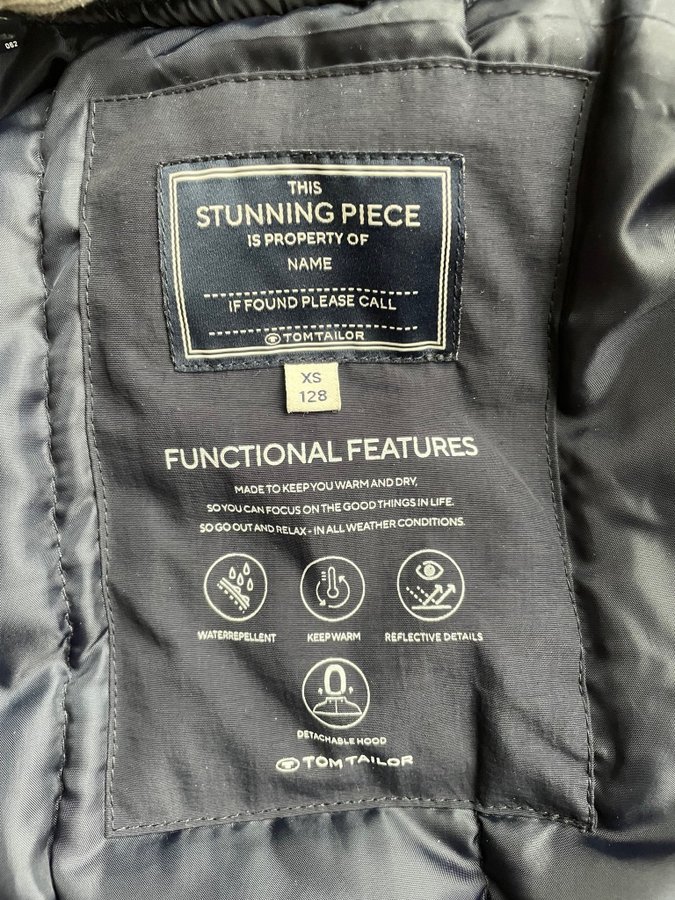 082
THIS
STUNNING PIECE
IS PROPERTY OF
NAME
IF FOUND PLEASE CALL
TOM TAILOR
XS
128
FUNCTIONAL FEATURES
MADE TO KEEP YOU WARM AND DRY,
SO YOU CAN FOCUS ON THE GOOD THINGS IN LIFE.
SO GO OUT AND RELAX - IN ALL WEATHER CONDITIONS.
WATERREPELLENT
KEEP WARM
REFLECTIVE DETAILS
DETACHABLE HOOD
TOM TAILOR